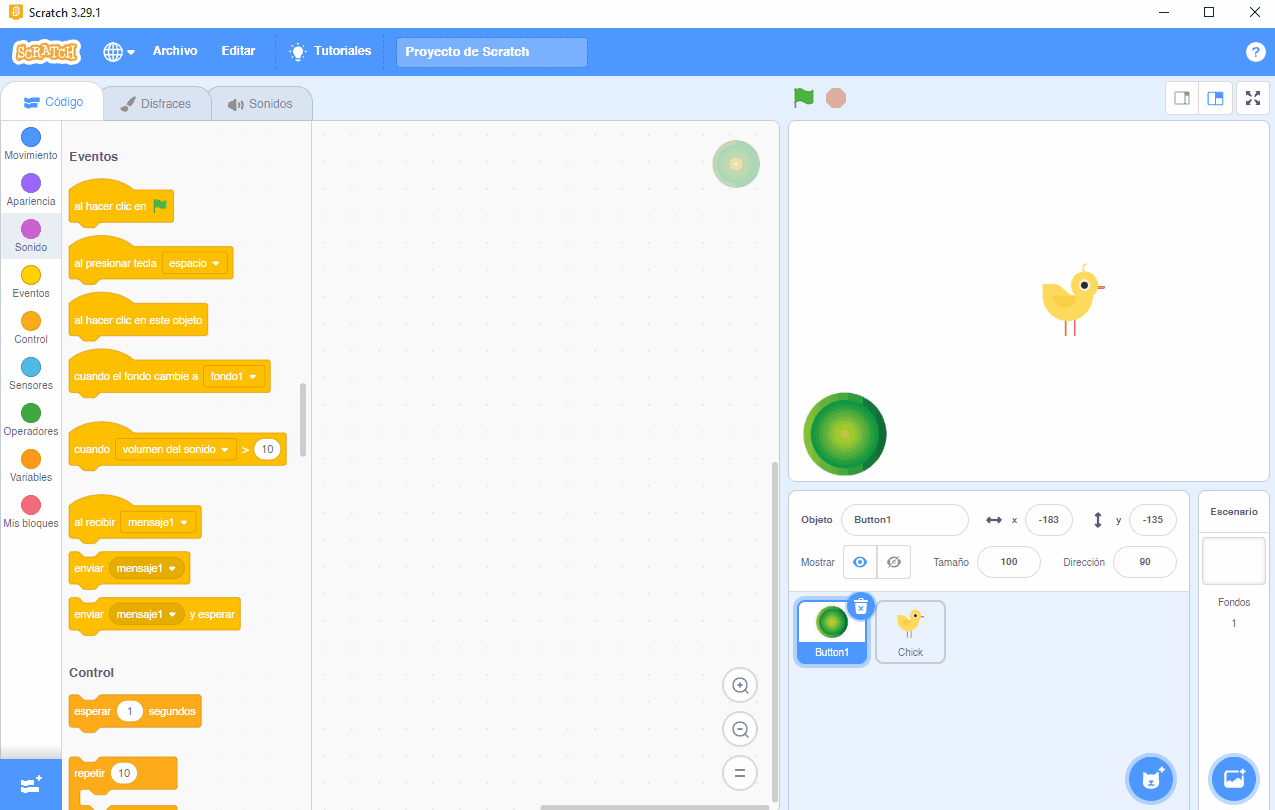 Scratch 3.29.1
SCRATCH
Archivo
Editar
Tutoriales
Proyecto de Scratch
?
Código
Disfraces
Sonidos
Movimiento
Apariencia
Sonido
Eventos
Control
Sensores
Operadores
Variables
Mis bloques
Eventos
al hacer clic en
al presionar tecla espacio
al hacer clic en este objeto
cuando el fondo cambie a fondo1
cuando volumen del sonido > 10
al recibir mensaje1
enviar mensaje1
enviar mensaje1 y esperar
Control
esperar 1 segundos
repetir 10
Objeto Button1 x -183 y -135
Mostrar Tamaño 100 Dirección 90
Button1
Chick
Escenario
Fondos
1